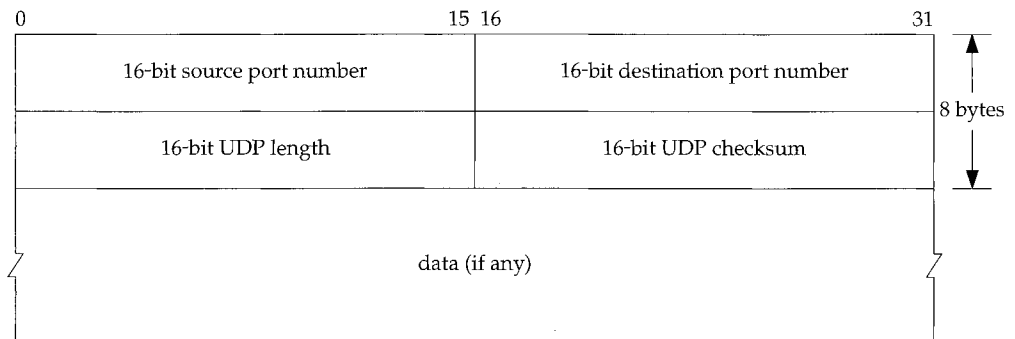 0 15 16 31
16-bit source port number 16-bit destination port number
8 bytes
16-bit UDP length 16-bit UDP checksum
data (if any)